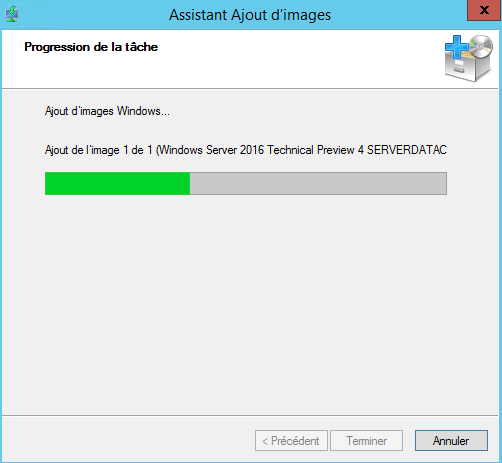 Assistant Ajout d'images
x
Progression de la tâche
Ajout d'images Windows...
Ajout de l'image 1 de 1 (Windows Server 2016 Technical Preview 4 SERVERDATAC
< Précédent Terminer Annuler